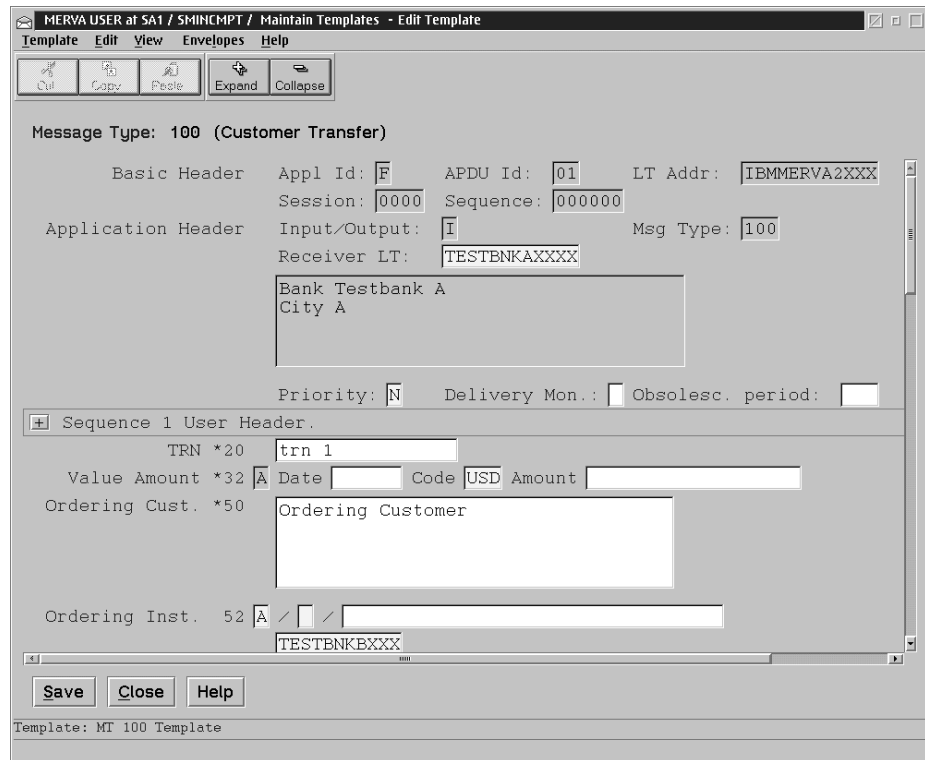 MERVA USER at SA1 / SMINCMPT / Maintain Templates - Edit Template
Template Edit View Envelopes Help
Cut Copy Paste Expand Collapse
Message Type: 100 (Customer Transfer)
Basic Header Appl Id: F APDU Id: 01 LT Addr: IBMMERVA2XXX
Session: 0000 Sequence: 000000
Application Header Input/Output: I Msg Type: 100
Receiver LT: TESTBNKAXXXX
Bank Testbank A
City A
Priority: N Delivery Mon.: Obsolesc. period:
+ Sequence 1 User Header.
TRN *20 trn 1
Value Amount *32 A Date Code USD Amount
Ordering Cust. *50 Ordering Customer
Ordering Inst. 52 A / /
TESTBNKBXXX
Save Close Help
Template: MT 100 Template